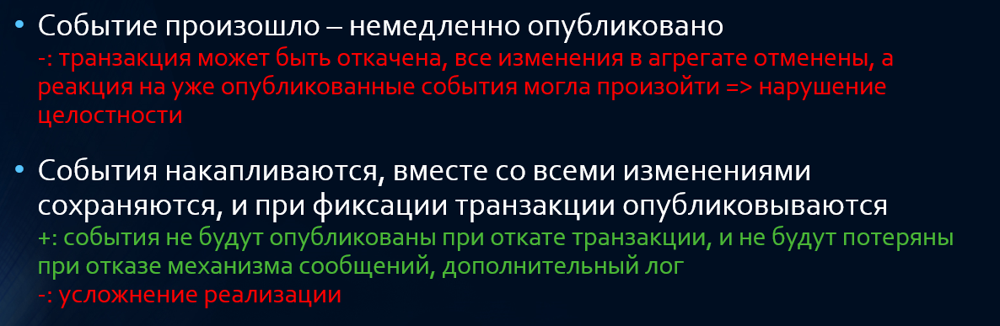 • Событие произошло – немедленно опубликовано
-: транзакция может быть откачена, все изменения в агрегате отменены, а
реакция на уже опубликованные события могла произойти => нарушение
целостности
• События накапливаются, вместе со всеми изменениями
сохраняются, и при фиксации транзакции опубликовываются
+: события не будут опубликованы при откате транзакции, и не будут потеряны
при отказе механизма сообщений, дополнительный лог
-: усложнение реализации